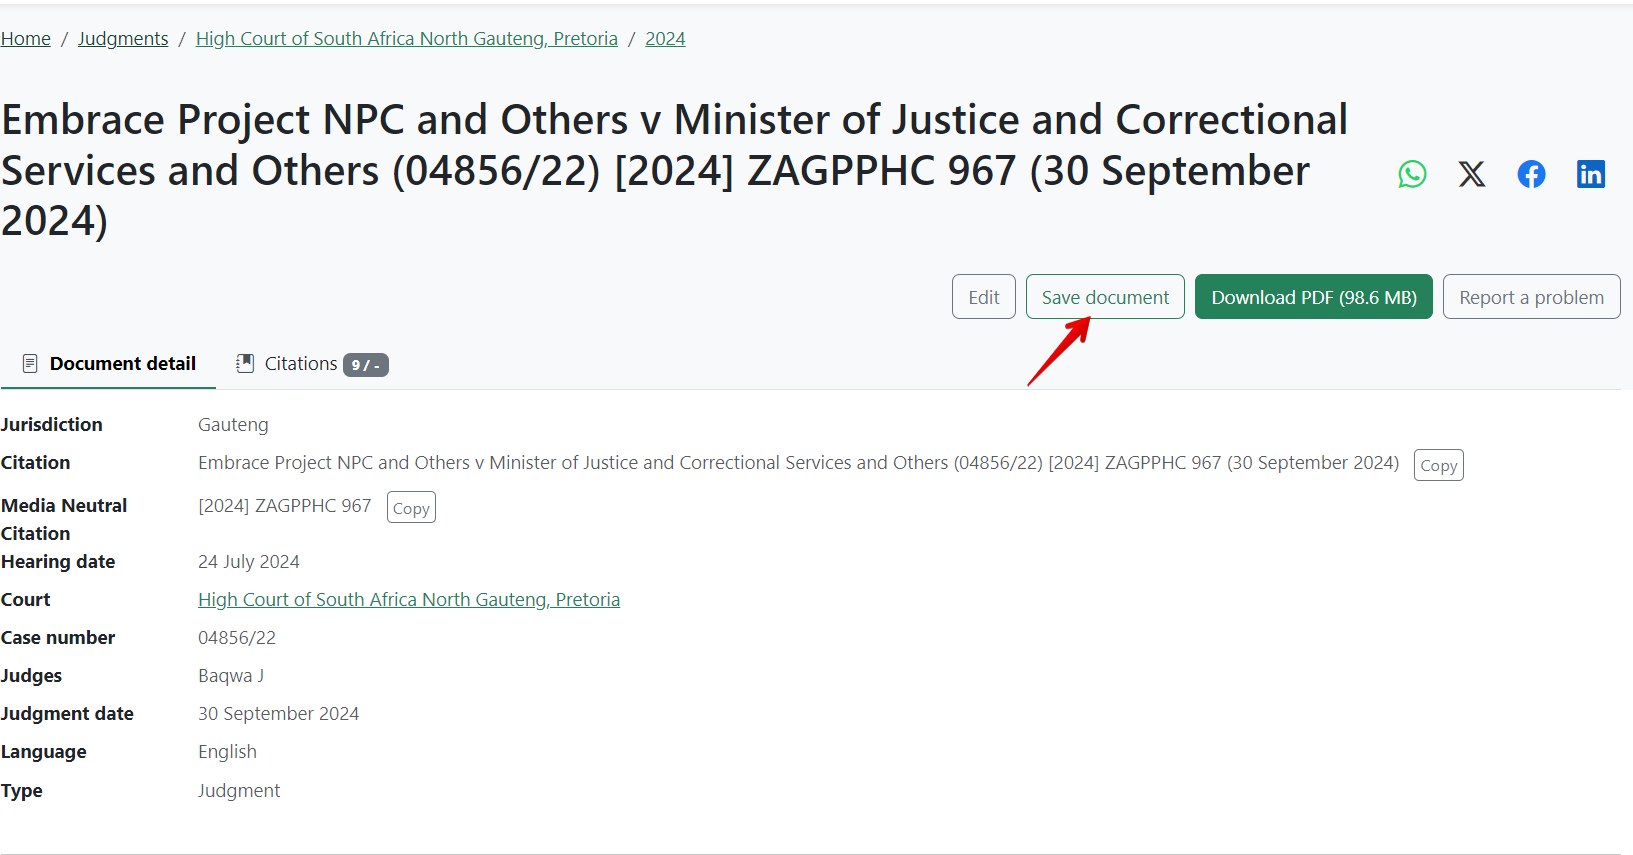 Home / Judgments / High Court of South Africa North Gauteng, Pretoria / 2024
Embrace Project NPC and Others v Minister of Justice and Correctional
Services and Others (04856/22) [2024] ZAGPPHC 967 (30 September
2024)
Edit Save document Download PDF (98.6 MB) Report a problem
Document detail Citations 9 / -
Jurisdiction Gauteng
Citation Embrace Project NPC and Others v Minister of Justice and Correctional Services and Others (04856/22) [2024] ZAGPPHC 967 (30 September 2024) Copy
Media Neutral [2024] ZAGPPHC 967 Copy
Citation
Hearing date 24 July 2024
Court High Court of South Africa North Gauteng, Pretoria
Case number 04856/22
Judges Baqwa J
Judgment date 30 September 2024
Language English
Type Judgment